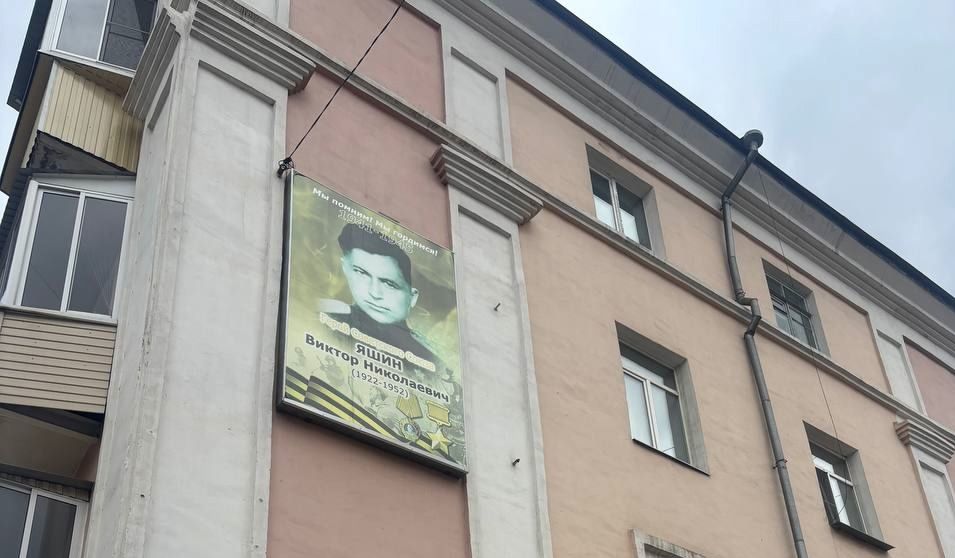 Мы помним! Мы гордимся!
1941-1945
Герой Советского Союза
ЯШИН
Виктор Николаевич
(1922-1952)